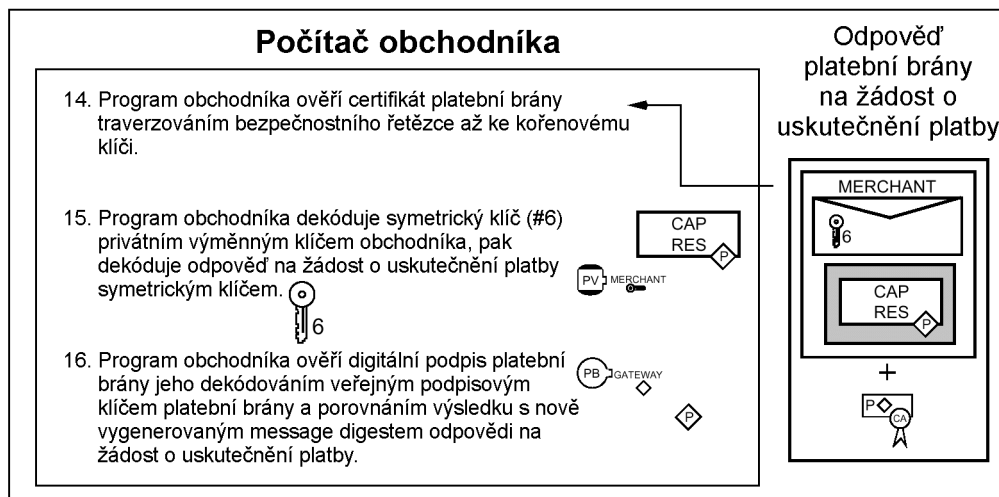 Počítač obchodníka
14. Program obchodníka ověří certifikát platební brány
traverzováním bezpečnostního řetězce až ke kořenovému
klíči.
15. Program obchodníka dekóduje symetrický klíč (#6)
privátním výměnným klíčem obchodníka, pak
dekóduje odpověď na žádost o uskutečnění platby
symetrickým klíčem.
6
CAP
RES
P
PV MERCHANT
16. Program obchodníka ověří digitální podpis platební
brány jeho dekódováním veřejným podpisovým
klíčem platební brány a porovnáním výsledku s nově
vygenerovaným message digestem odpovědi na
žádost o uskutečnění platby.
PB GATEWAY
P
Odpověď
platební brány
na žádost o
uskutečnění platby
MERCHANT
6
CAP
RES
P
+
P
CA